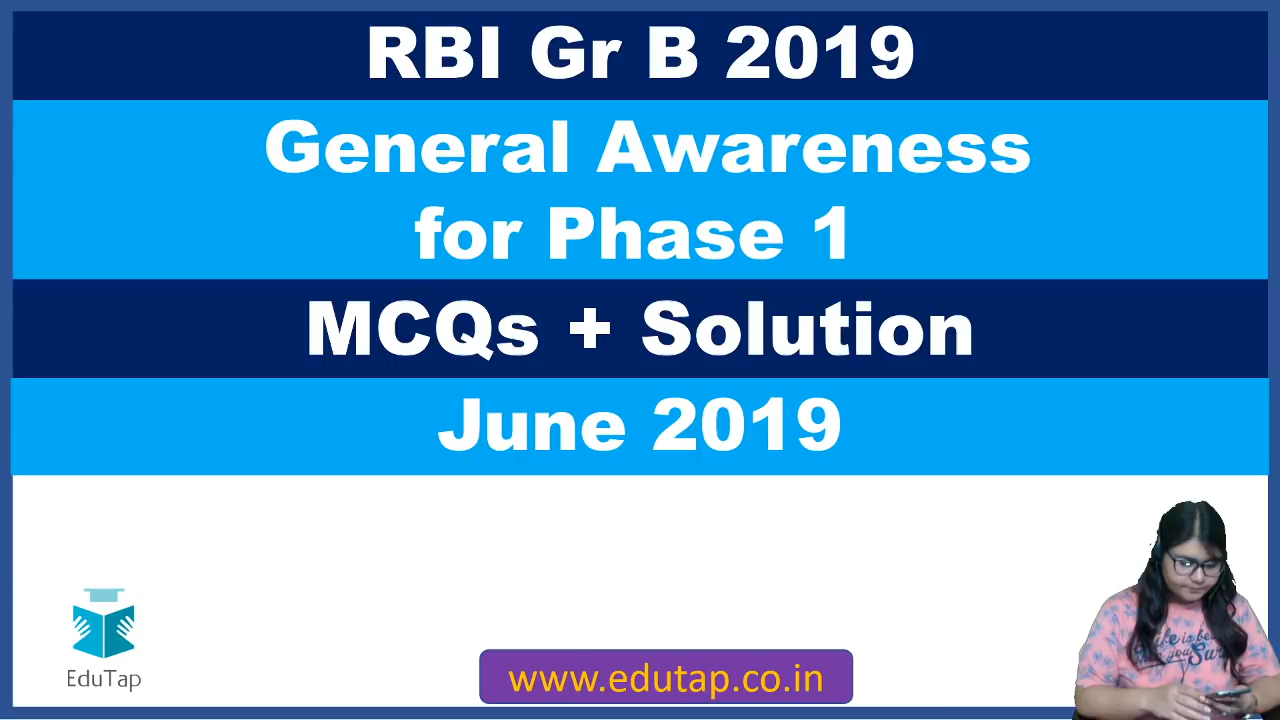 RBI Gr B 2019
General Awareness
for Phase 1
MCQs + Solution
June 2019
EduTap
www.edutap.co.in